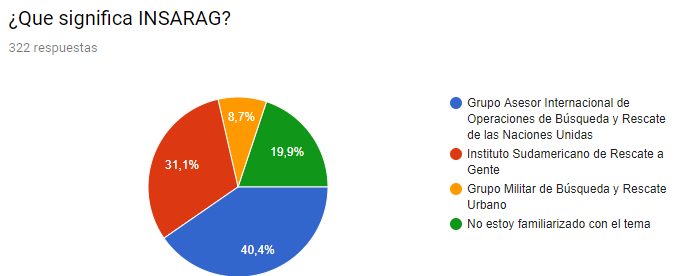 ¿Que significa INSARAG?
322 respuestas
8,7%
19,9%
31,1%
40,4%
Grupo Asesor Internacional de
Operaciones de Búsqueda y Rescate
de las Naciones Unidas
Instituto Sudamericano de Rescate a
Gente
Grupo Militar de Búsqueda y Rescate
Urbano
No estoy familiarizado con el tema